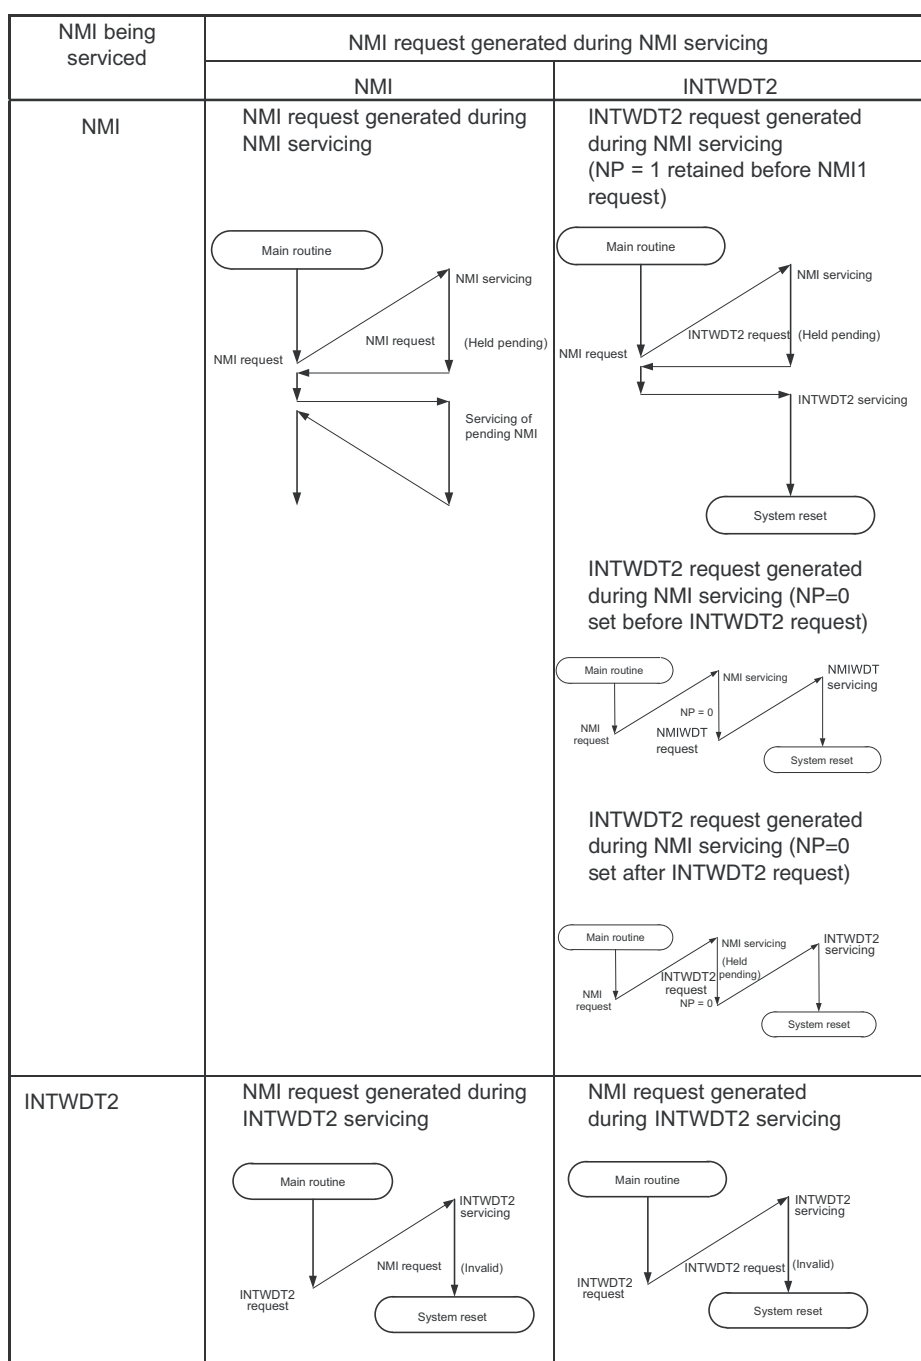 NMI being
serviced
NMI request generated during NMI servicing
NMI
INTWDT2
NMI
NMI request generated during
NMI servicing
Main routine
NMI servicing
NMI request
(Held pending)
NMI request
Servicing of
pending NMI
INTWDT2 request generated
during NMI servicing
(NP = 1 retained before NMI1
request)
Main routine
NMI servicing
INTWDT2 request
(Held pending)
NMI request
INTWDT2 servicing
System reset
INTWDT2 request generated
during NMI servicing (NP=0
set before INTWDT2 request)
Main routine
NMI servicing
NMIWDT
servicing
NP = 0
NMI
request
NMIWDT
request
System reset
INTWDT2 request generated
during NMI servicing (NP=0
set after INTWDT2 request)
Main routine
NMI servicing
INTWDT2
servicing
(Held
pending)
INTWDT2
request
NMI
request
NP = 0
System reset
INTWDT2
NMI request generated during
INTWDT2 servicing
Main routine
INTWDT2
servicing
NMI request
(Invalid)
INTWDT2
request
System reset
NMI request generated
during INTWDT2 servicing
Main routine
INTWDT2
servicing
INTWDT2 request
(Invalid)
INTWDT2
request
System reset